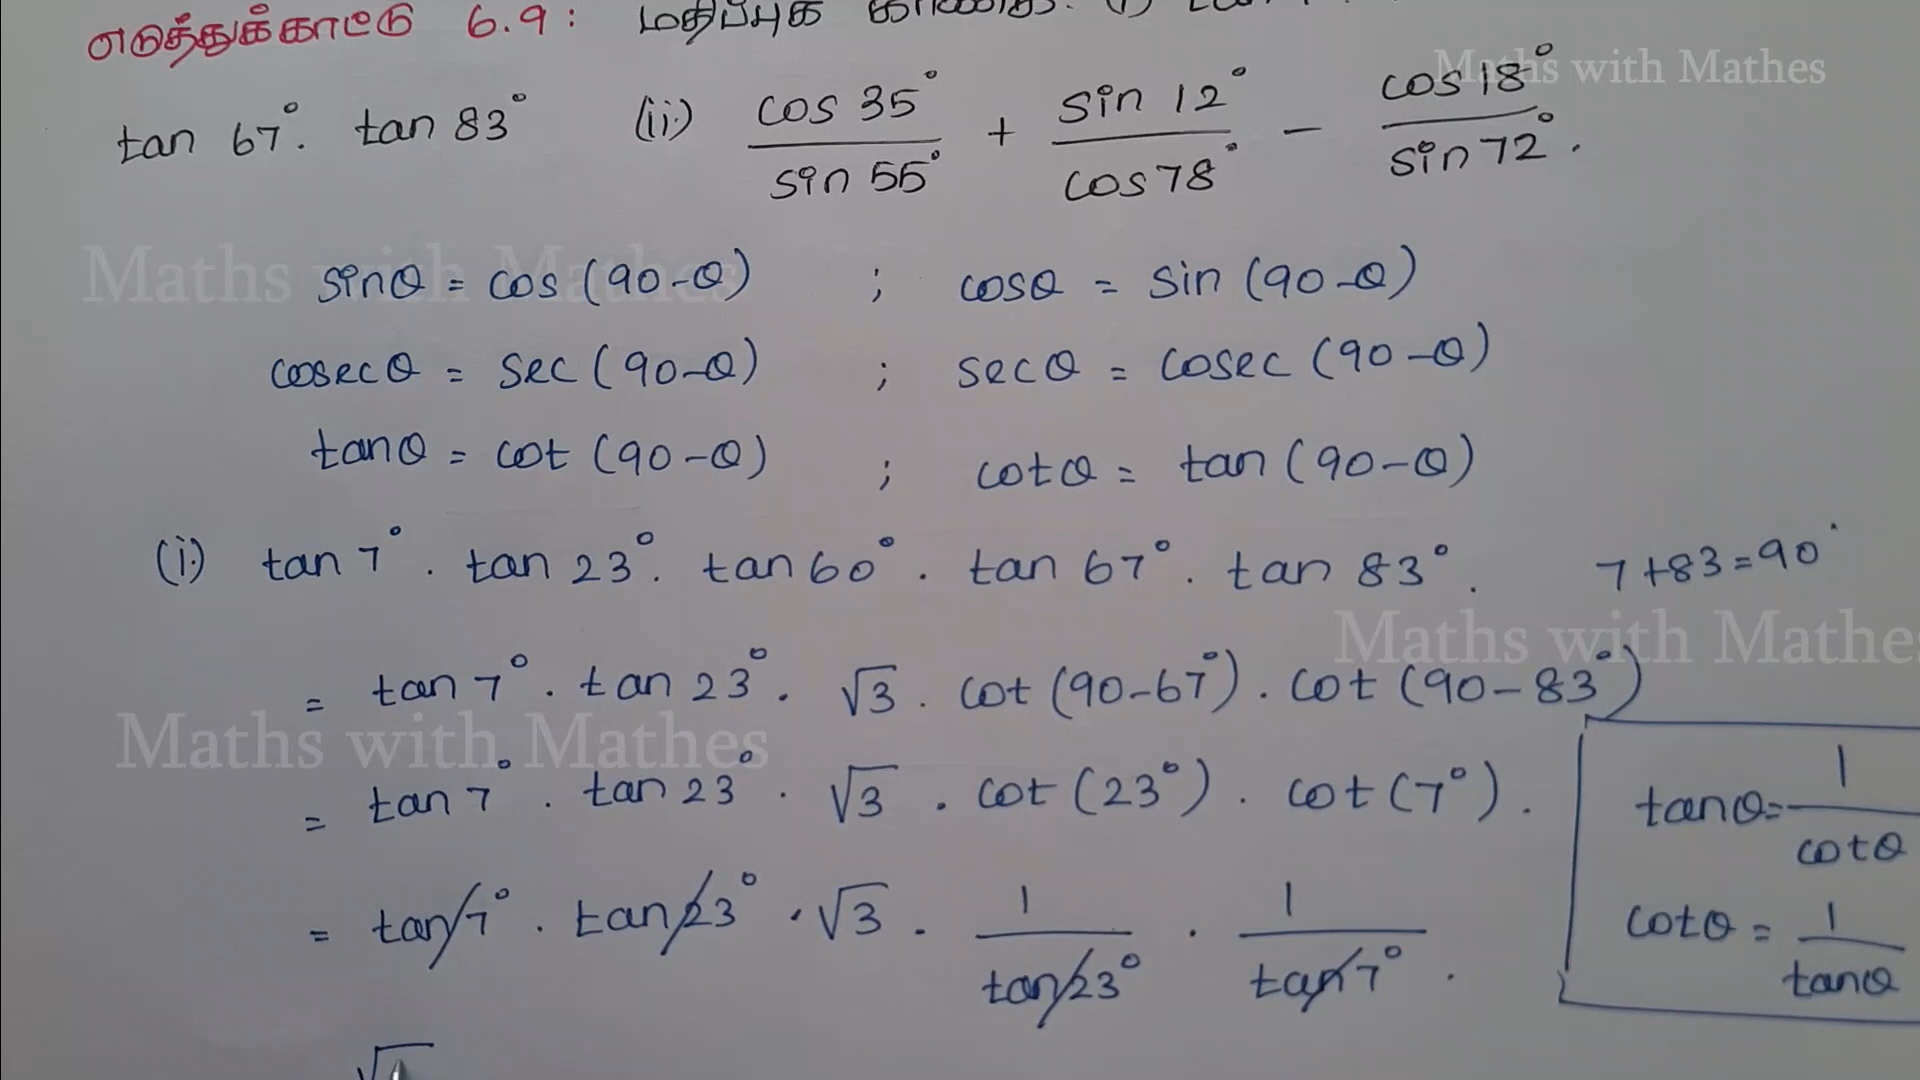 எடுத்துக்காட்டு 6.9: மதிப்புக் காண்க. (i)
tan 67°. tan 83° (ii) cos 35°/sin 55° + sin 12°/cos 78° - cos 18°/sin 72°.
Maths with Mathes
sinθ = cos (90-θ) ; cosθ = sin (90-θ)
Maths with Mathes
cosecθ = sec (90-θ) ; secθ = cosec (90-θ)
tanθ = cot (90-θ) ; cotθ = tan (90-θ)
(i) tan 7° . tan 23° . tan 60° . tan 67° . tan 83° . 7+83=90°
Maths with Mathe
= tan 7° . tan 23° . √3 . cot (90-67°) . cot (90-83°)
Maths with Mathes
= tan 7° . tan 23° . √3 . cot (23°) . cot (7°) .
tanθ = 1/cotθ
= tan 7° . tan 23° . √3 . 1/tan 23° . 1/tan 7° .
cotθ = 1/tanθ